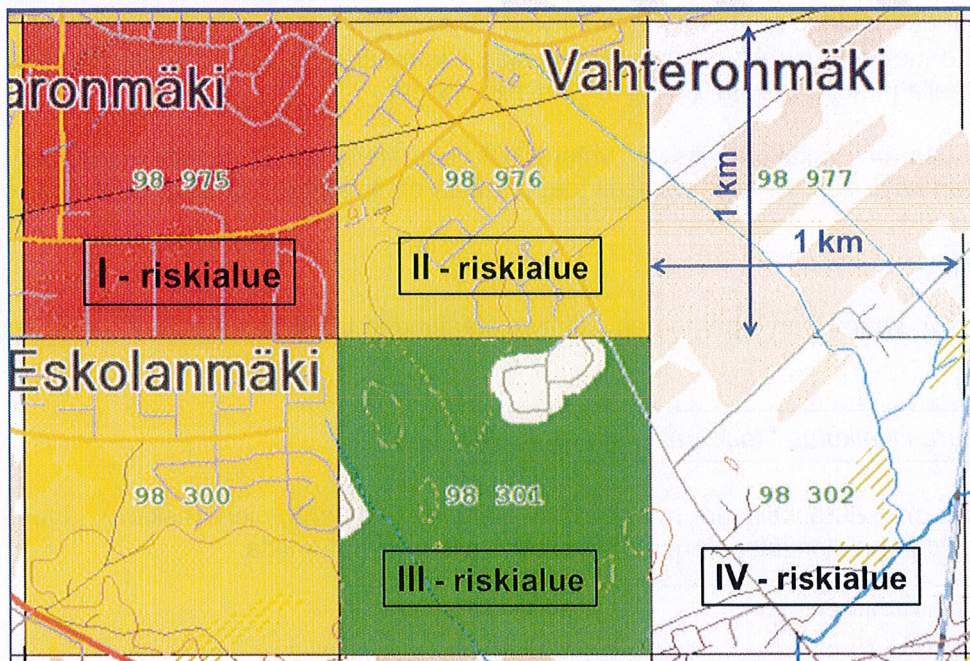 Vahteronmäki
aronmäki
98 975
98 976
98 977
1 km
1 km
I - riskialue
II - riskialue
Eskolanmäki
98 300
98 301
98 302
III - riskialue
IV - riskialue